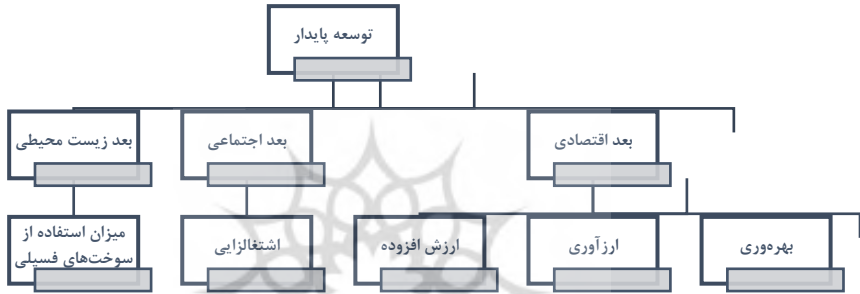 توسعه پایدار
بعد اقتصادی
بعد اجتماعی
بعد زیست محیطی
بهره‌وری
ارزآوری
ارزش افزوده
اشتغالزایی
میزان استفاده از
سوخت‌های فسیلی